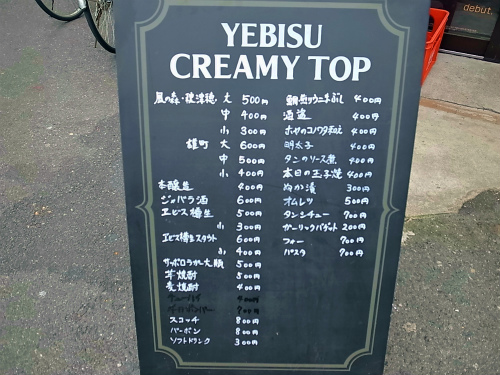 debut.
YEBISU
CREAMY TOP
風の森・秋津穂 大 500円
中 400円
小 300円
雄町 大 600円
中 500円
小 400円
本醸造 400円
ジャバラ酒 600円
エビス樽生 500円
小 300円
エビス樽生スタウト 600円
小 400円
サッポロラガー大瓶 500円
芋焼酎 500円
麦焼酎 400円
スコッチ 800円
バーボン 800円
ソフトドリンク 300円
400円
酒盗 400円
ホヤのコノワタ和え 400円
明太子 400円
タンのソース煮 400円
本日の玉子焼 400円
ぬか漬 300円
オムレツ 500円
タンシチュー 700円
ガーリックバゲット 200円
フォー 700円
パスタ 700円